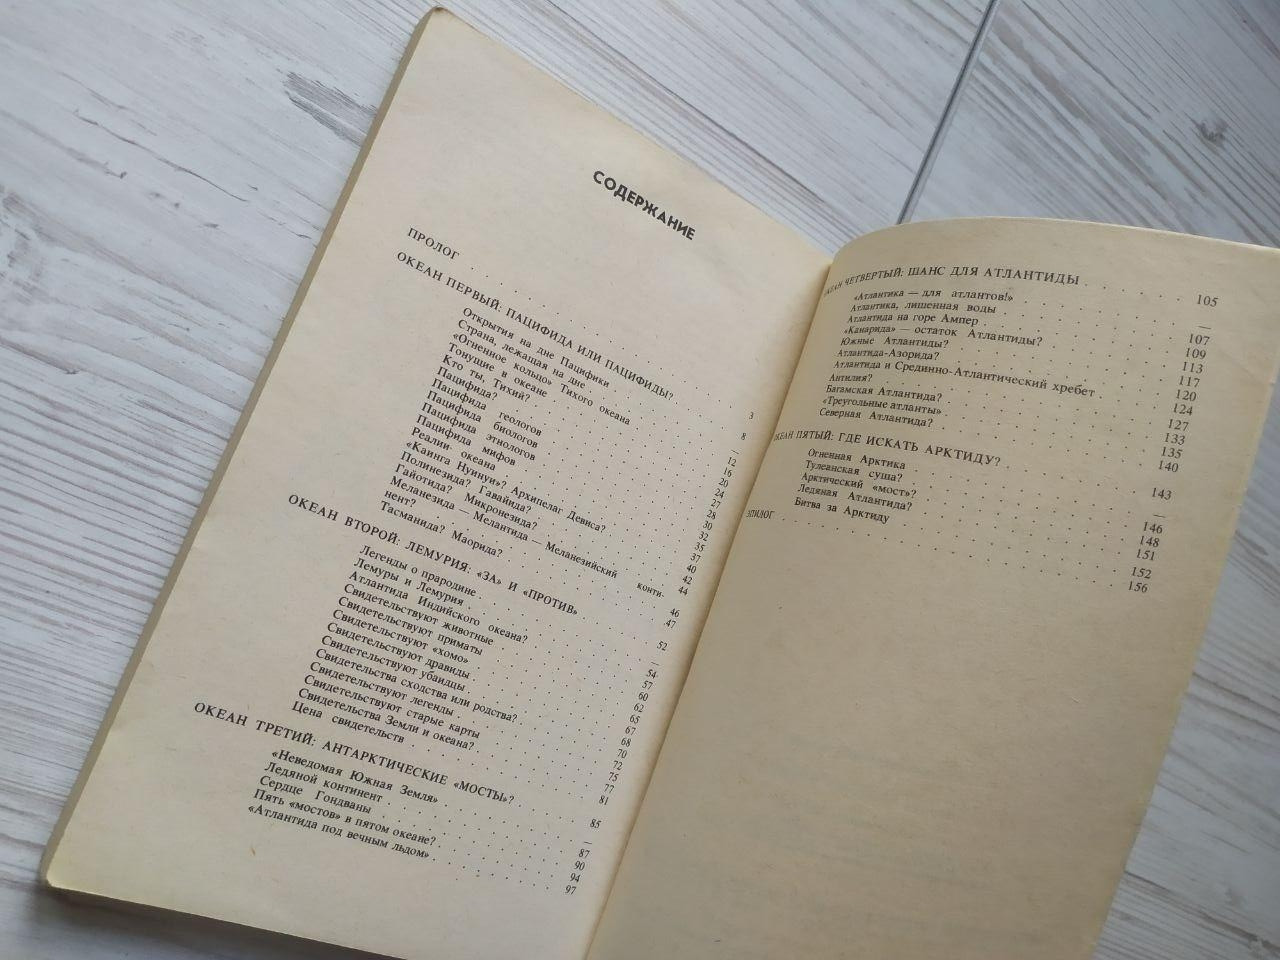 СОДЕРЖАНИЕ
ПРОЛОГ . . . 3
ОКЕАН ПЕРВЫЙ: ПАЦИФИДА ИЛИ ПАЦИФИДЫ? . . . 8
Открытия на дне Пацифики . . . —
Страна, лежащая на дне . . . 12
«Огненное кольцо» Тихого океана . . . 16
Тонущие в океане . . . 20
Кто ты, Тихий? . . . 24
Пацифида? . . . 27
Пацифида геологов . . . 28
Пацифида биологов . . . 30
Пацифида этнологов . . . 32
Пацифида мифов . . . 35
Реалии океана . . . 37
«Каинга Нуинуи»? Архипелаг Девиса? . . . 40
Полинезида? Гавайида? . . . 42
Гайотида? Микронезида? . . . 44
Меланезида — Мелантида — Меланезийский конти-
нент? . . . 46
Тасманида? Маорида? . . . 47
ОКЕАН ВТОРОЙ: ЛЕМУРИЯ: «ЗА» И «ПРОТИВ» . . . 52
Легенды о прародине . . . —
Лемуры и Лемурия . . . 54
Атлантида Индийского океана? . . . 57
Свидетельствуют животные . . . 60
Свидетельствуют приматы . . . 62
Свидетельствуют «хомо» . . . 65
Свидетельствуют дравиды . . . 67
Свидетельствуют убаидцы . . . 68
Свидетельства сходства или родства? . . . 70
Свидетельствуют легенды . . . 72
Свидетельствуют старые карты . . . 75
Свидетельства Земли и океана? . . . 77
Цена свидетельств . . . 81
ОКЕАН ТРЕТИЙ: АНТАРКТИЧЕСКИЕ «МОСТЫ»? . . . 85
«Неведомая Южная Земля» . . . —
Ледяной континент . . . 87
Сердце Гондваны . . . 90
Пять «мостов» в пятом океане? . . . 94
«Атлантида под вечным льдом» . . . 97
ОКЕАН ЧЕТВЕРТЫЙ: ШАНС ДЛЯ АТЛАНТИДЫ . . . 105
«Атлантика — для атлантов!» . . . —
Атлантика, лишенная воды . . . 107
Атлантида на горе Ампер . . . 109
«Канарида» — остаток Атлантиды? . . . 113
Южные Атлантиды? . . . 117
Атлантида-Азорида? . . . 120
Атлантида и Срединно-Атлантический хребет . . . 124
Антилия? . . . 127
Багамская Атлантида? . . . 133
«Треугольные атланты» . . . 135
Северная Атлантида? . . . 140
ОКЕАН ПЯТЫЙ: ГДЕ ИСКАТЬ АРКТИДУ? . . . 143
Огненная Арктика . . . —
Тулеанская суша? . . . 146
Арктический «мост»? . . . 148
Ледяная Атлантида? . . . 151
Битва за Арктиду . . . 152
ЭПИЛОГ . . . 156